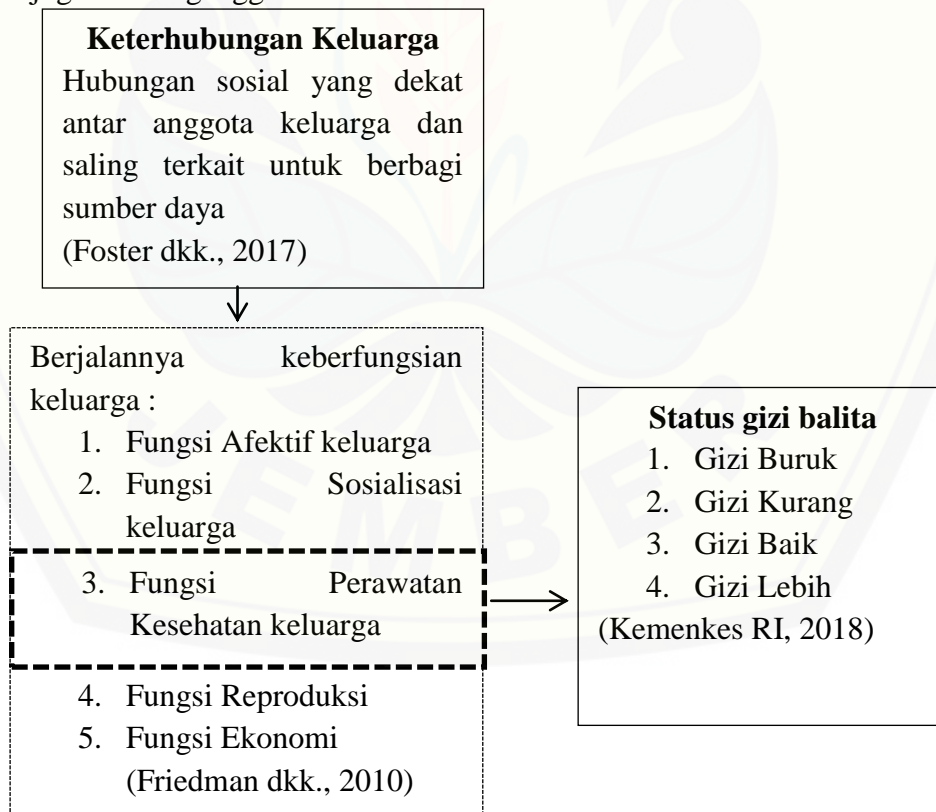 Keterhubungan Keluarga
Hubungan sosial yang dekat
antar anggota keluarga dan
saling terkait untuk berbagi
sumber daya
(Foster dkk., 2017)
Berjalannya keberfungsian
keluarga :
1. Fungsi Afektif keluarga
2. Fungsi Sosialisasi
keluarga
3. Fungsi Perawatan
Kesehatan keluarga
4. Fungsi Reproduksi
5. Fungsi Ekonomi
(Friedman dkk., 2010)
Status gizi balita
1. Gizi Buruk
2. Gizi Kurang
3. Gizi Baik
4. Gizi Lebih
(Kemenkes RI, 2018)
JEMBER